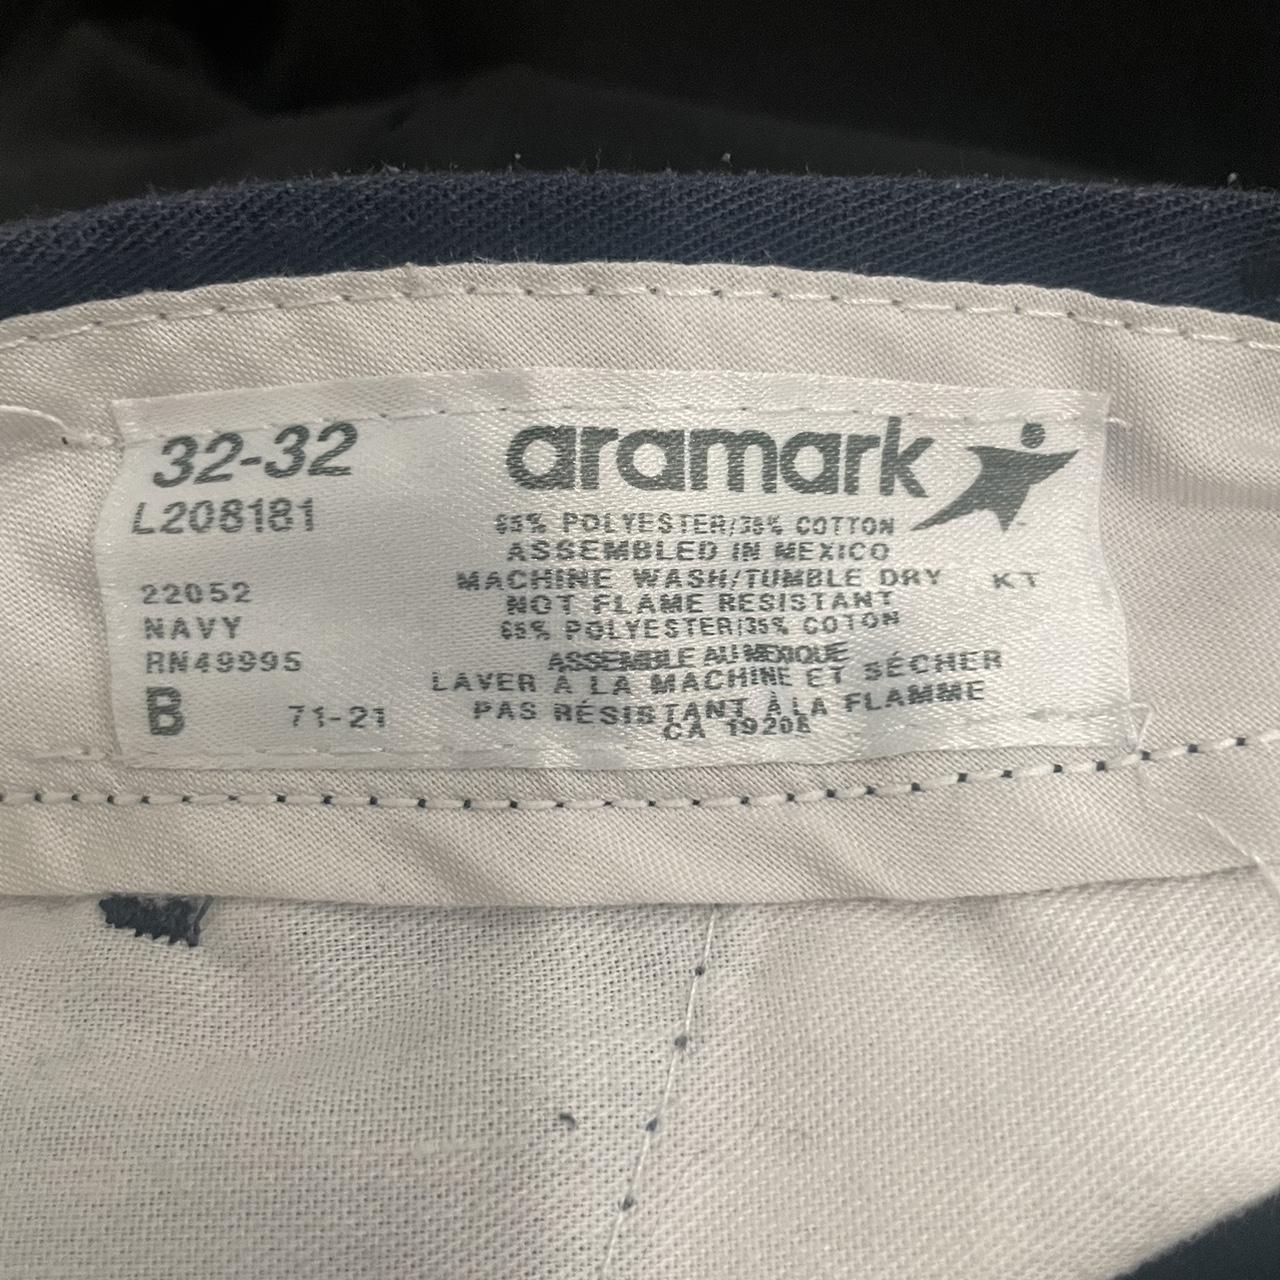 32-32
L208181
22052
NAVY
RN49995
B 71-21
aramark
65% POLYESTER/35% COTTON
ASSEMBLED IN MEXICO
MACHINE WASH/TUMBLE DRY KT
NOT FLAME RESISTANT
65% POLYESTER/35% COTON
ASSEMBLE AU MEXIQUE
LAVER A LA MACHINE ET SÉCHER
PAS RÉSISTANT À LA FLAMME
CA 19208